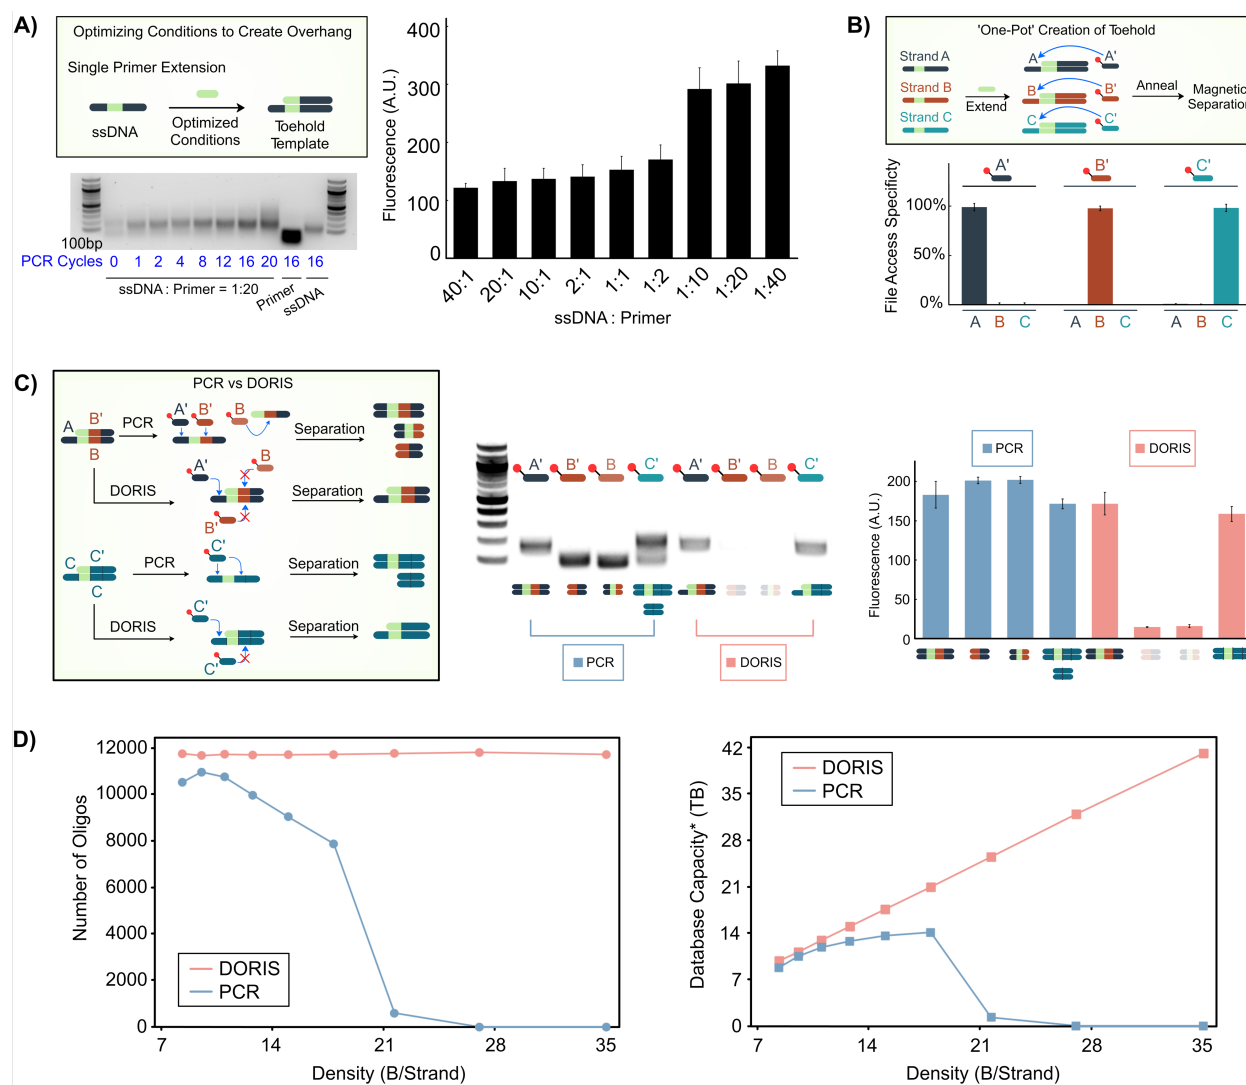 A)
Optimizing Conditions to Create Overhang
Single Primer Extension
ssDNA
Optimized
Conditions
Toehold
Template
100bp
PCR Cycles 0 1 2 4 8 12 16 20 16 16
ssDNA : Primer = 1:20
Primer
ssDNA
Fluorescence (A.U.)
400
300
200
100
0
40:1 20:1 10:1 2:1 1:1 1:2 1:10 1:20 1:40
ssDNA : Primer
B)
'One-Pot' Creation of Toehold
Strand A
Strand B
Strand C
Extend
A A'
B B'
C C'
Anneal
Magnetic
Separation
A' B' C'
File Access Specificty
100%
50%
0%
A B C A B C A B C
C)
PCR vs DORIS
A B'
B
PCR
A' B' B
Separation
DORIS
A' B
B'
Separation
C C'
C
PCR
C'
Separation
DORIS
C'
C'
Separation
A' B' B C' A' B' B C'
PCR
DORIS
PCR
DORIS
Fluorescence (A.U.)
200
150
100
50
0
D)
Number of Oligos
12000
10000
8000
6000
4000
2000
0
DORIS
PCR
7 14 21 28 35
Density (B/Strand)
Database Capacity* (TB)
42
35
28
21
14
7
0
DORIS
PCR
7 14 21 28 35
Density (B/Strand)